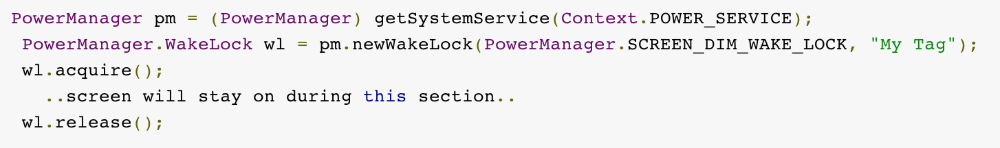 PowerManager pm = (PowerManager) getSystemService(Context.POWER_SERVICE);
PowerManager.WakeLock wl = pm.newWakeLock(PowerManager.SCREEN_DIM_WAKE_LOCK, "My Tag");
wl.acquire();
..screen will stay on during this section..
wl.release();